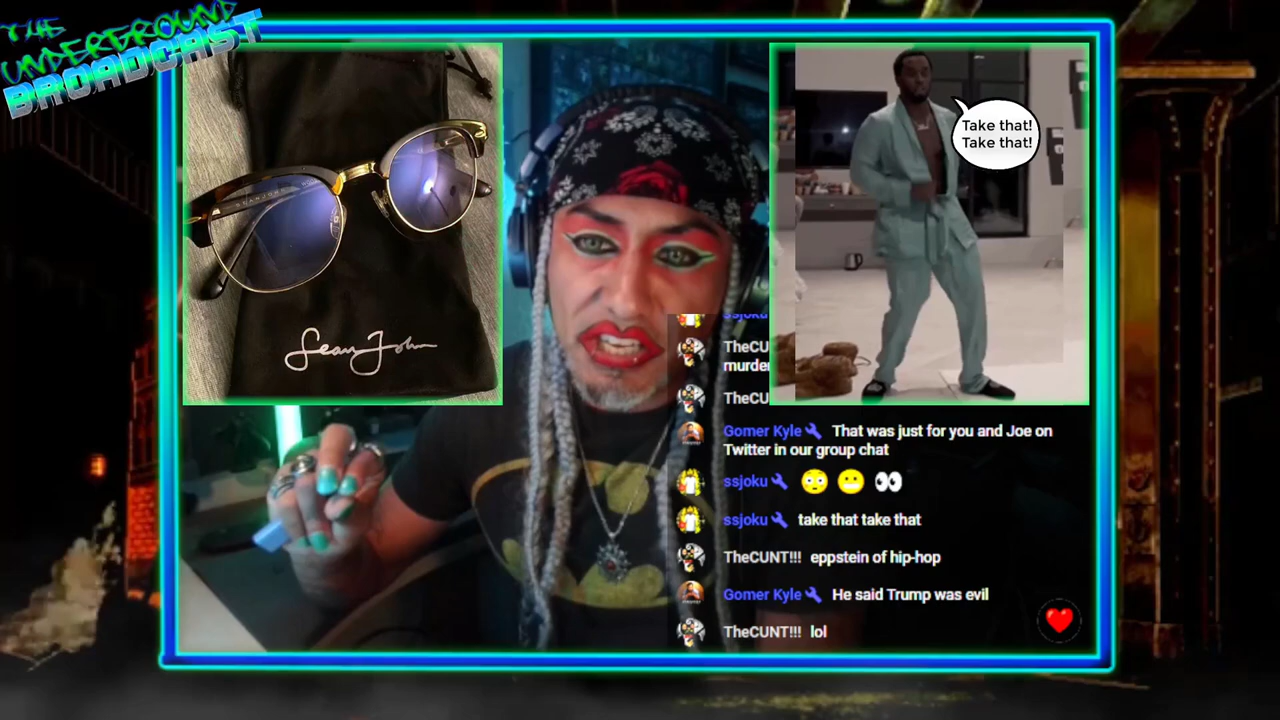 THE
UNDERGROUND
BROADCAST
Sean John
Take that!
Take that!
ssjoku
TheCU
murde
TheCU
Gomer Kyle That was just for you and Joe on
Twitter in our group chat
ssjoku 😳 😬 👀
ssjoku take that take that
TheCUNT!!! eppstein of hip-hop
Gomer Kyle He said Trump was evil
TheCUNT!!! lol